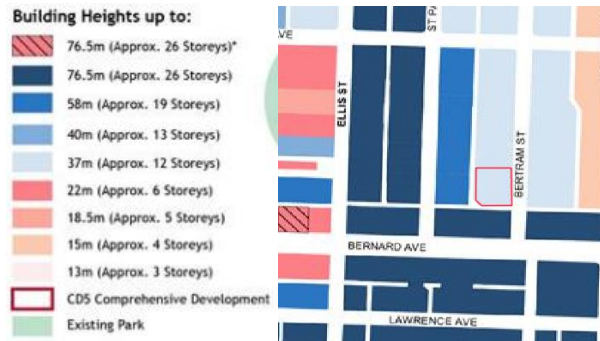 Building Heights up to:
76.5m (Approx. 26 Storeys)*
76.5m (Approx. 26 Storeys)
58m (Approx. 19 Storeys)
40m (Approx. 13 Storeys)
37m (Approx. 12 Storeys)
22m (Approx. 6 Storeys)
18.5m (Approx. 5 Storeys)
15m (Approx. 4 Storeys)
13m (Approx. 3 Storeys)
CD5 Comprehensive Development
Existing Park
AVE
ST PA
ELLIS ST
BERTRAM ST
BERNARD AVE
LAWRENCE AVE